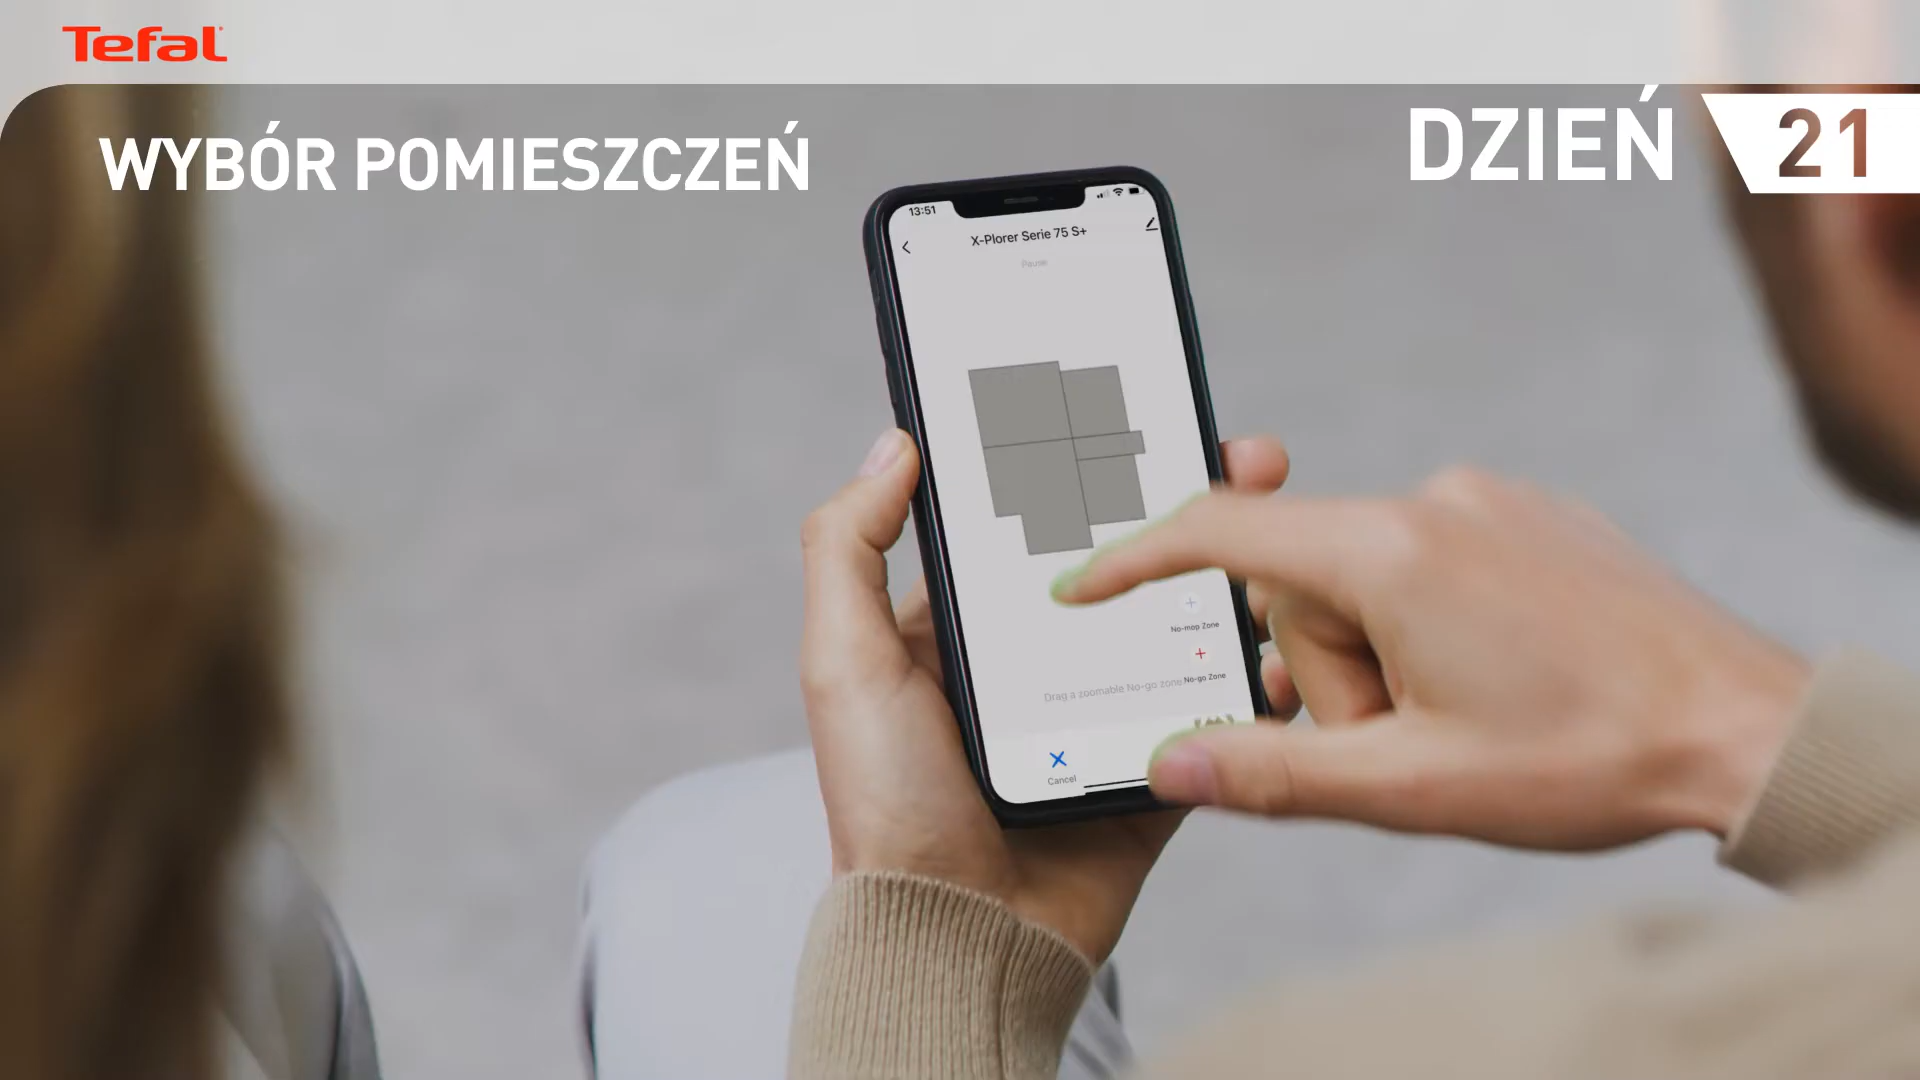 Tefal
WYBÓR POMIESZCZEŃ
DZIEŃ 21
13:51
X-Plorer Serie 75 S+
Pause
No-mop Zone
Drag a zoomable No-go zone
No-go Zone
Cancel